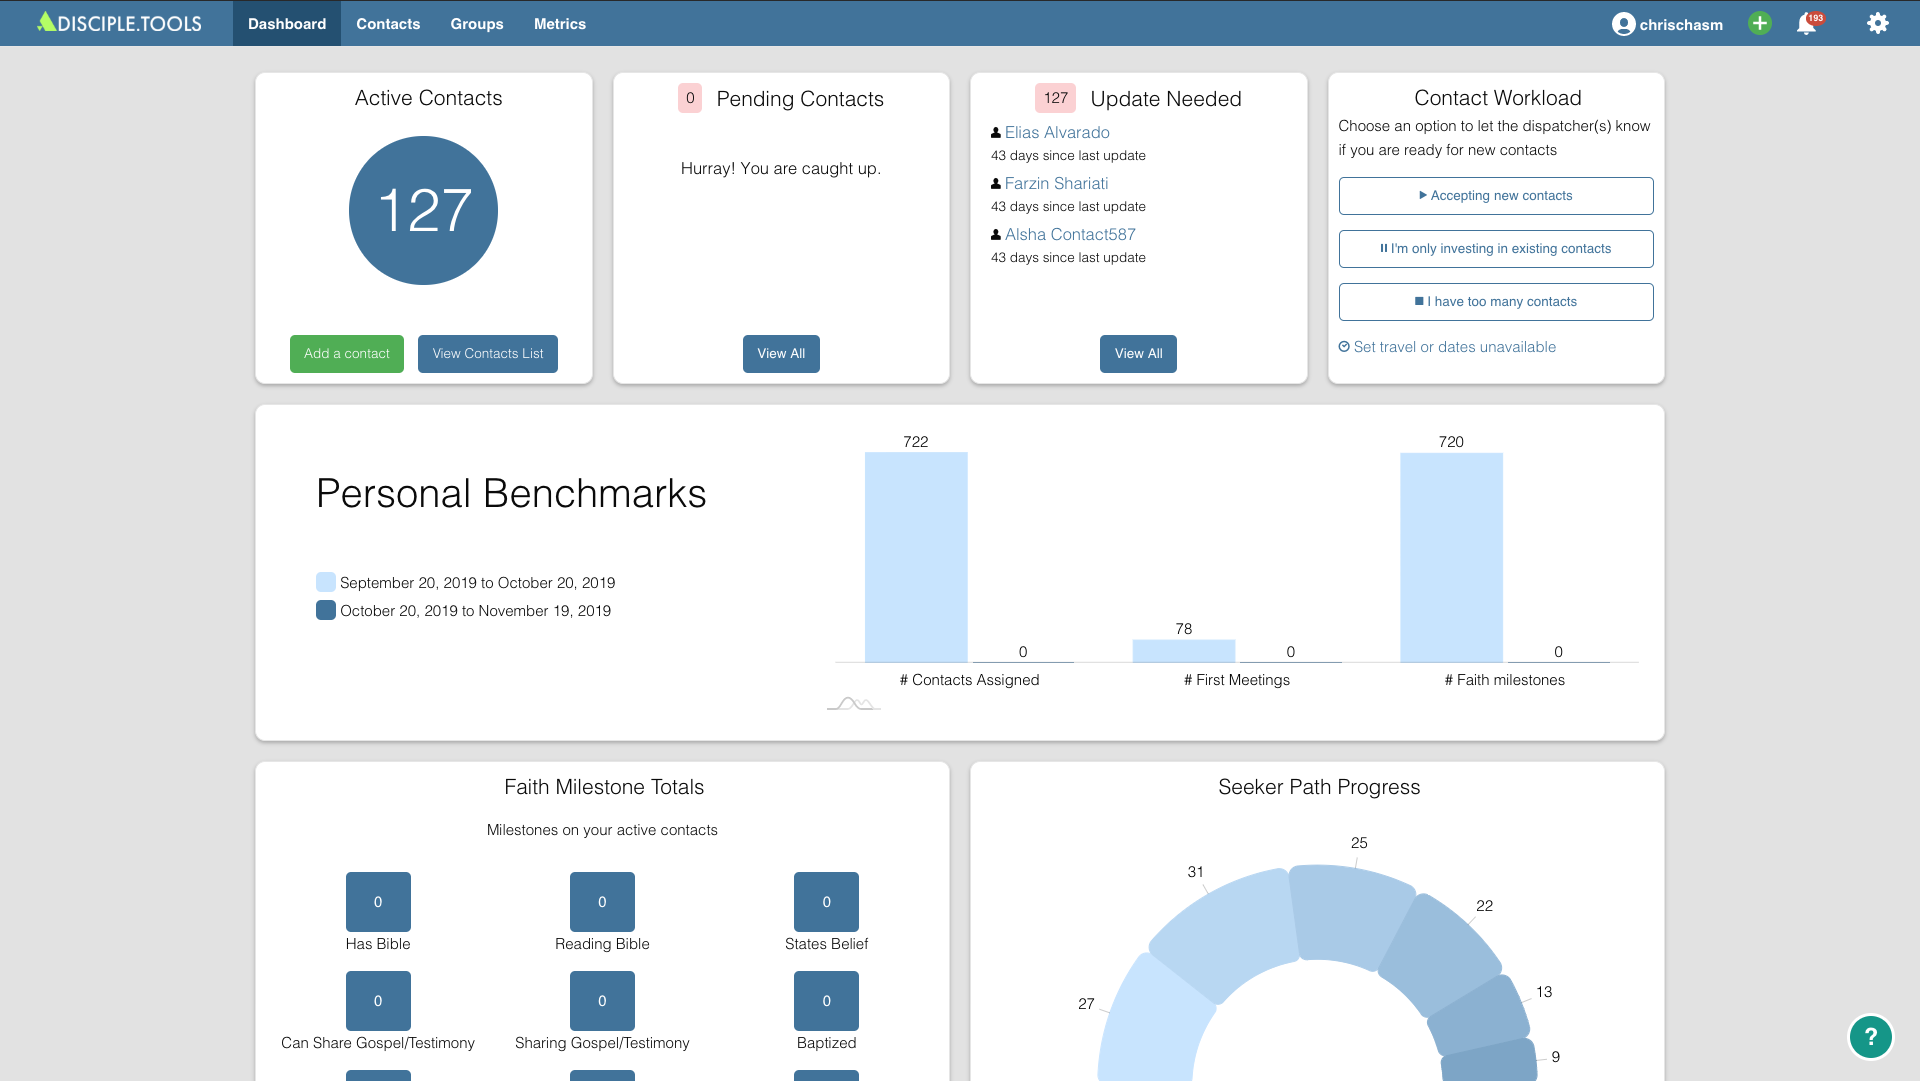 DISCIPLE.TOOLS
Dashboard
Contacts
Groups
Metrics
chrischasm
193
Active Contacts
127
Add a contact
View Contacts List
0 Pending Contacts
Hurray! You are caught up.
View All
127 Update Needed
Elias Alvarado
43 days since last update
Farzin Shariati
43 days since last update
Alsha Contact587
43 days since last update
View All
Contact Workload
Choose an option to let the dispatcher(s) know
if you are ready for new contacts
Accepting new contacts
I'm only investing in existing contacts
I have too many contacts
Set travel or dates unavailable
Personal Benchmarks
September 20, 2019 to October 20, 2019
October 20, 2019 to November 19, 2019
722
0
# Contacts Assigned
78
0
# First Meetings
720
0
# Faith milestones
Faith Milestone Totals
Milestones on your active contacts
0
Has Bible
0
Reading Bible
0
States Belief
0
Can Share Gospel/Testimony
0
Sharing Gospel/Testimony
0
Baptized
Seeker Path Progress
27
31
25
22
13
9
?